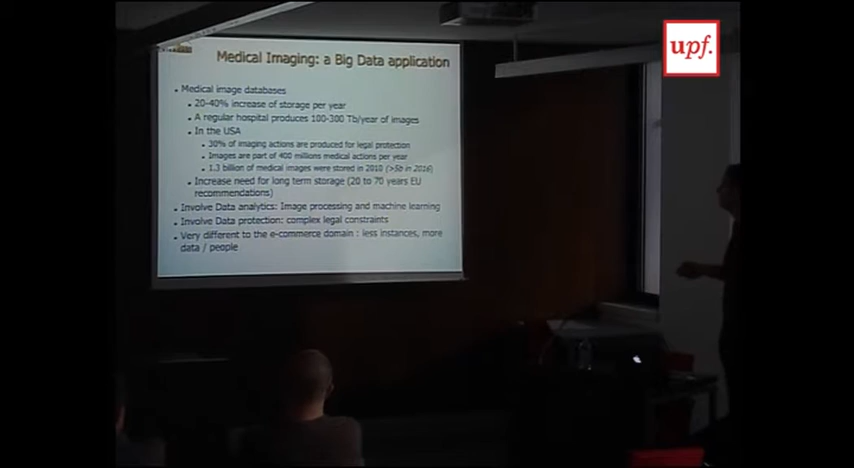 upf.
Medical Imaging: a Big Data application
• Medical image databases
• 20-40% increase of storage per year
• A regular hospital produces 100-300 Tb/year of images
• In the USA
• 30% of imaging actions are produced for legal protection
• Images are part of 400 millions medical actions per year
• 1.3 billion of medical images were stored in 2010 (>5b in 2016)
• Increase need for long term storage (20 to 70 years EU
recommendations)
• Involve Data analytics: Image processing and machine learning
• Involve Data protection: complex legal constraints
• Very different to the e-commerce domain : less instances, more
data / people